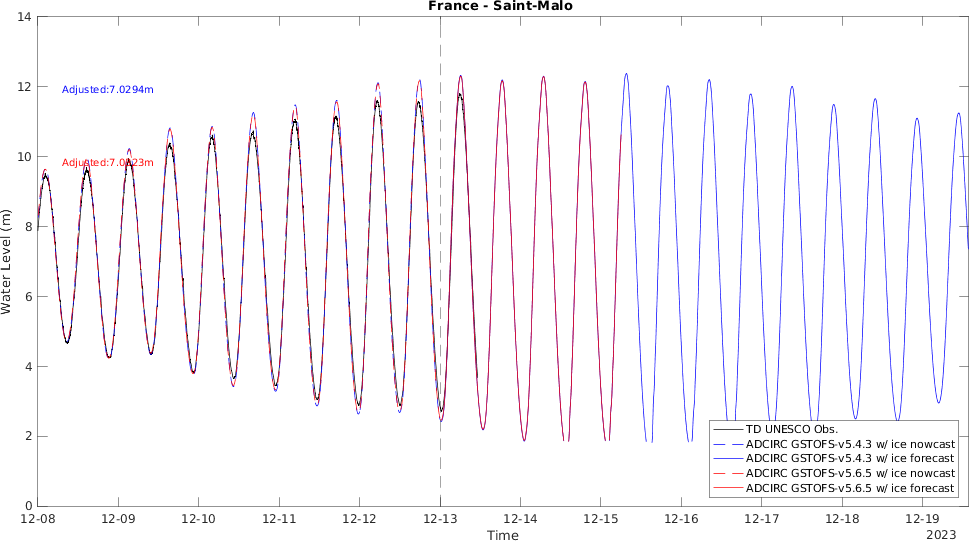 France - Saint-Malo
14
12
10
8
6
4
2
0
Water Level (m)
Adjusted:7.0294m
TD UNESCO Obs.
ADCIRC GSTOFS-v5.4.3 w/ ice nowcast
ADCIRC GSTOFS-v5.4.3 w/ ice forecast
ADCIRC GSTOFS-v5.6.5 w/ ice nowcast
ADCIRC GSTOFS-v5.6.5 w/ ice forecast
12-08 12-09 12-10 12-11 12-12 12-13 12-14 12-15 12-16 12-17 12-18 12-19
Time
2023